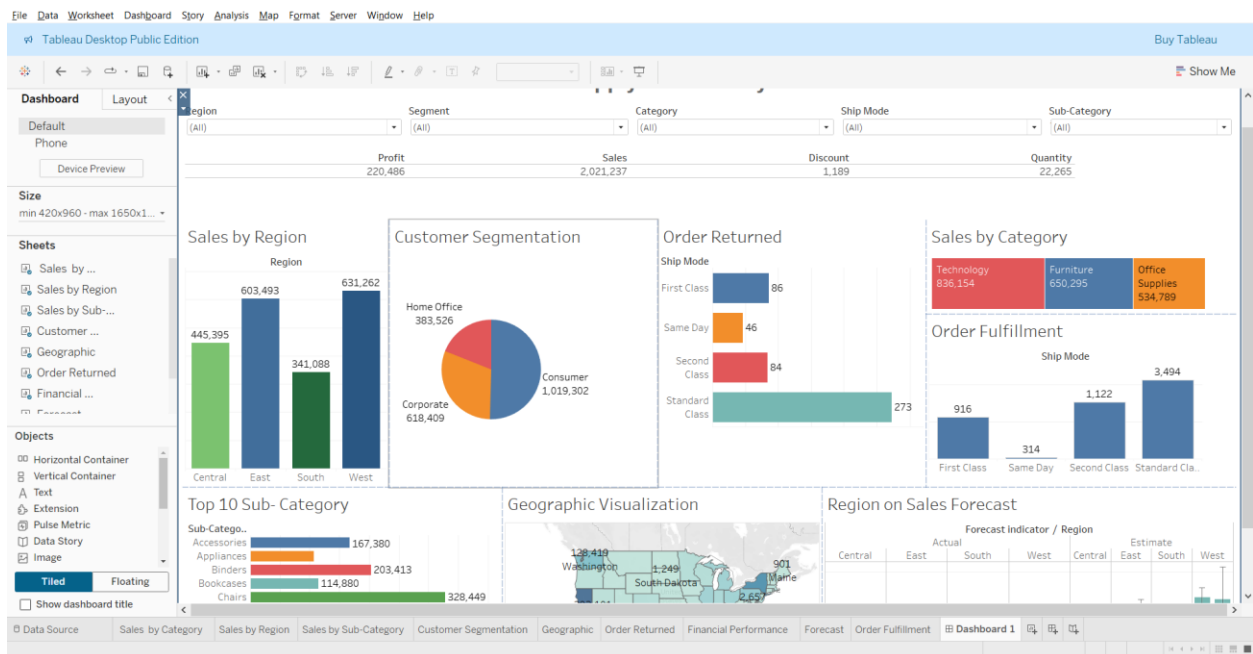 File Data Worksheet Dashboard Story Analysis Map Format Server Window Help
Tableau Desktop Public Edition Buy Tableau
Show Me
Dashboard Layout
Default
Phone
Device Preview
Size
min 420x960 - max 1650x1...
Sheets
Sales by ...
Sales by Region
Sales by Sub-...
Customer ...
Geographic
Order Returned
Financial ...
Forecast
Objects
Horizontal Container
Vertical Container
Text
Extension
Pulse Metric
Data Story
Image
Tiled Floating
Show dashboard title
egion Segment Category Ship Mode Sub-Category
(All) (All) (All) (All) (All)
Profit Sales Discount Quantity
220,486 2,021,237 1,189 22,265
Sales by Region
Region
445,395
603,493
341,088
631,262
Central East South West
Customer Segmentation
Home Office
383,526
Consumer
1,019,302
Corporate
618,409
Order Returned
Ship Mode
First Class 86
Same Day 46
Second
Class
84
Standard
Class
273
Sales by Category
Technology
836,154
Furniture
650,295
Office
Supplies
534,789
Order Fulfillment
Ship Mode
916
314
1,122
3,494
First Class Same Day Second Class Standard Cla..
Top 10 Sub- Category
Sub-Catego..
Accessories 167,380
Appliances
Binders 203,413
Bookcases 114,880
Chairs 328,449
Geographic Visualization
128,419
Washington
1,249
South Dakota
901
Maine
2,657
Region on Sales Forecast
Forecast indicator / Region
Actual Estimate
Central East South West Central East South West
Data Source Sales by Category Sales by Region Sales by Sub-Category Customer Segmentation Geographic Order Returned Financial Performance Forecast Order Fulfillment Dashboard 1